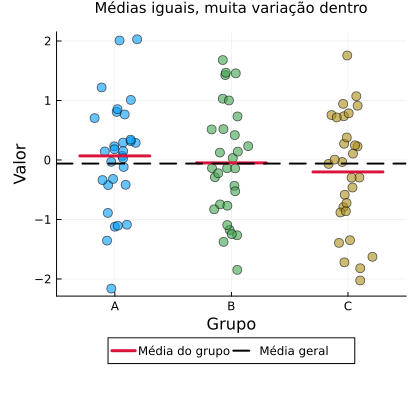 Médias iguais, muita variação dentro
2
1
0
−1
−2
Valor
A B C
Grupo
Média do grupo Média geral